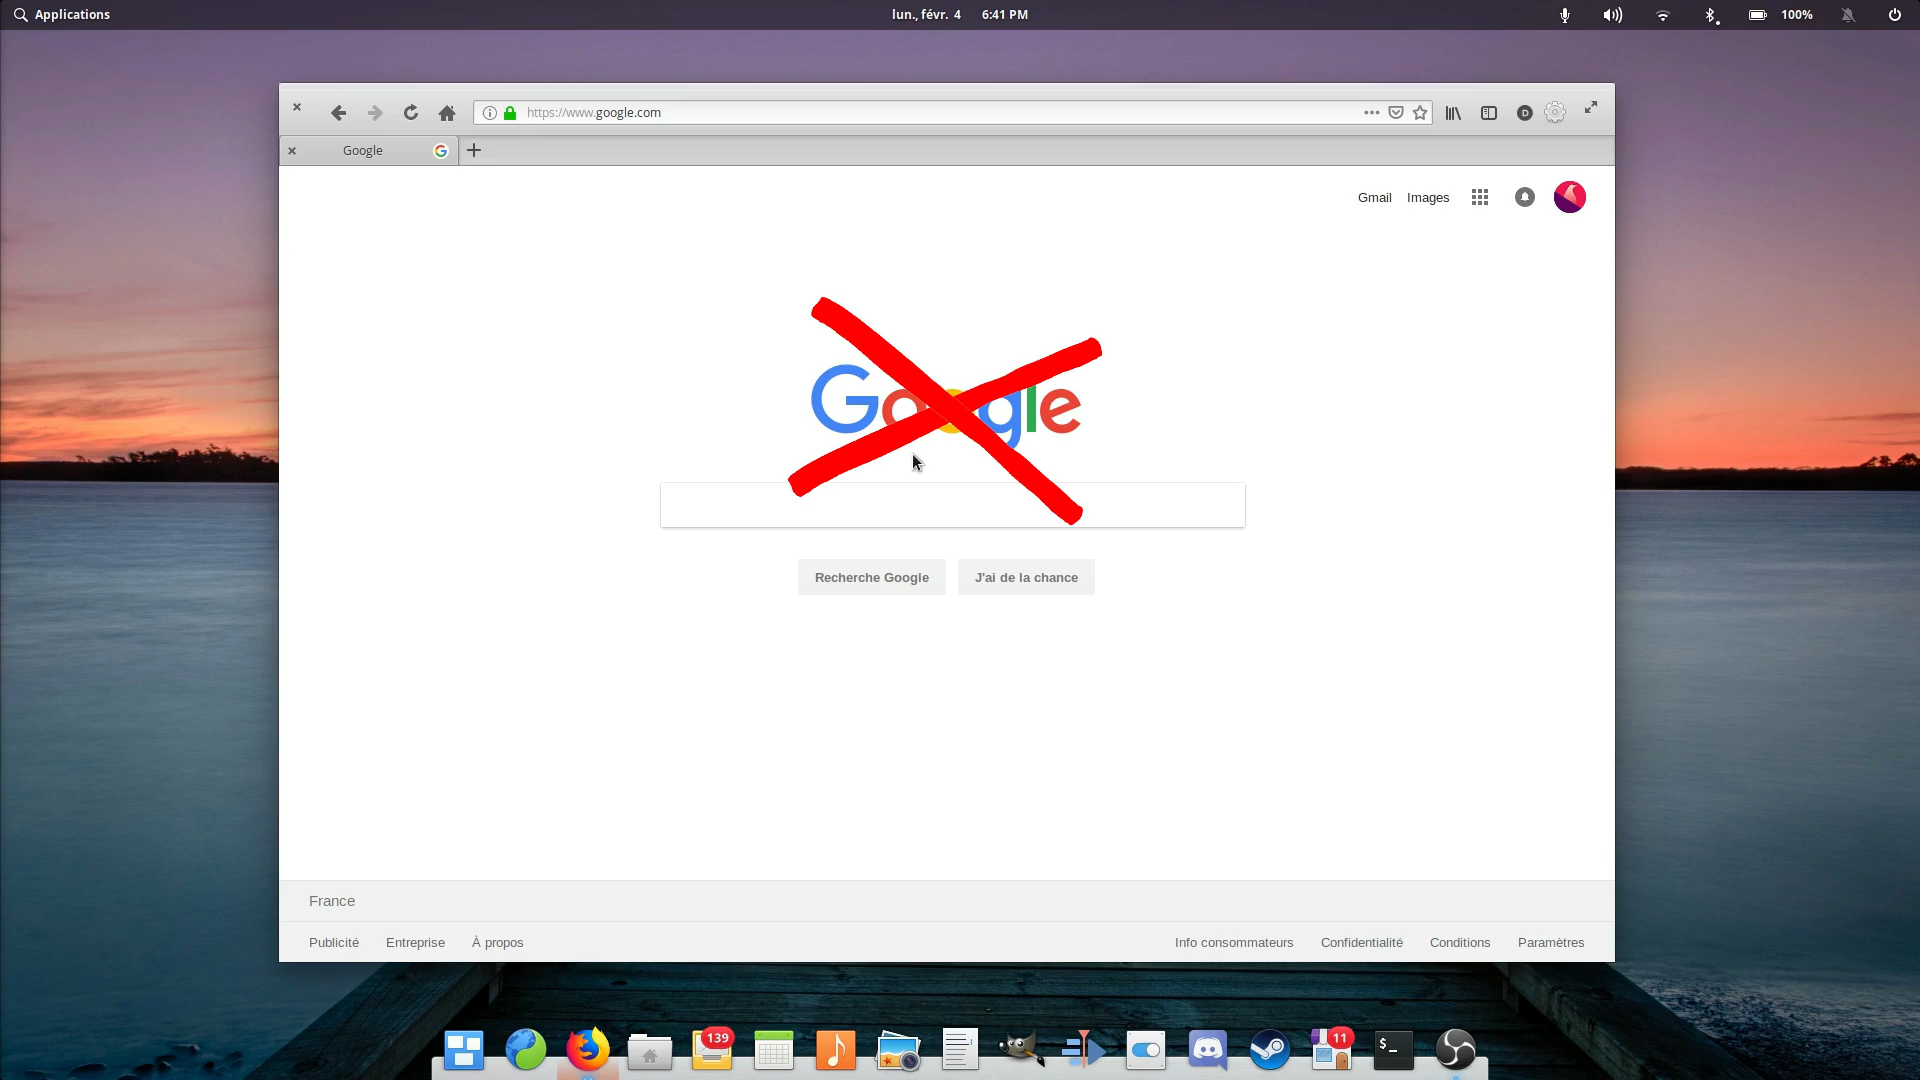 Applications
lun., févr. 4 6:41 PM
100%
https://www.google.com
D
Google
Gmail Images
Google
Recherche Google J'ai de la chance
France
Publicité Entreprise À propos
Info consommateurs Confidentialité Conditions Paramètres
139
11
$_